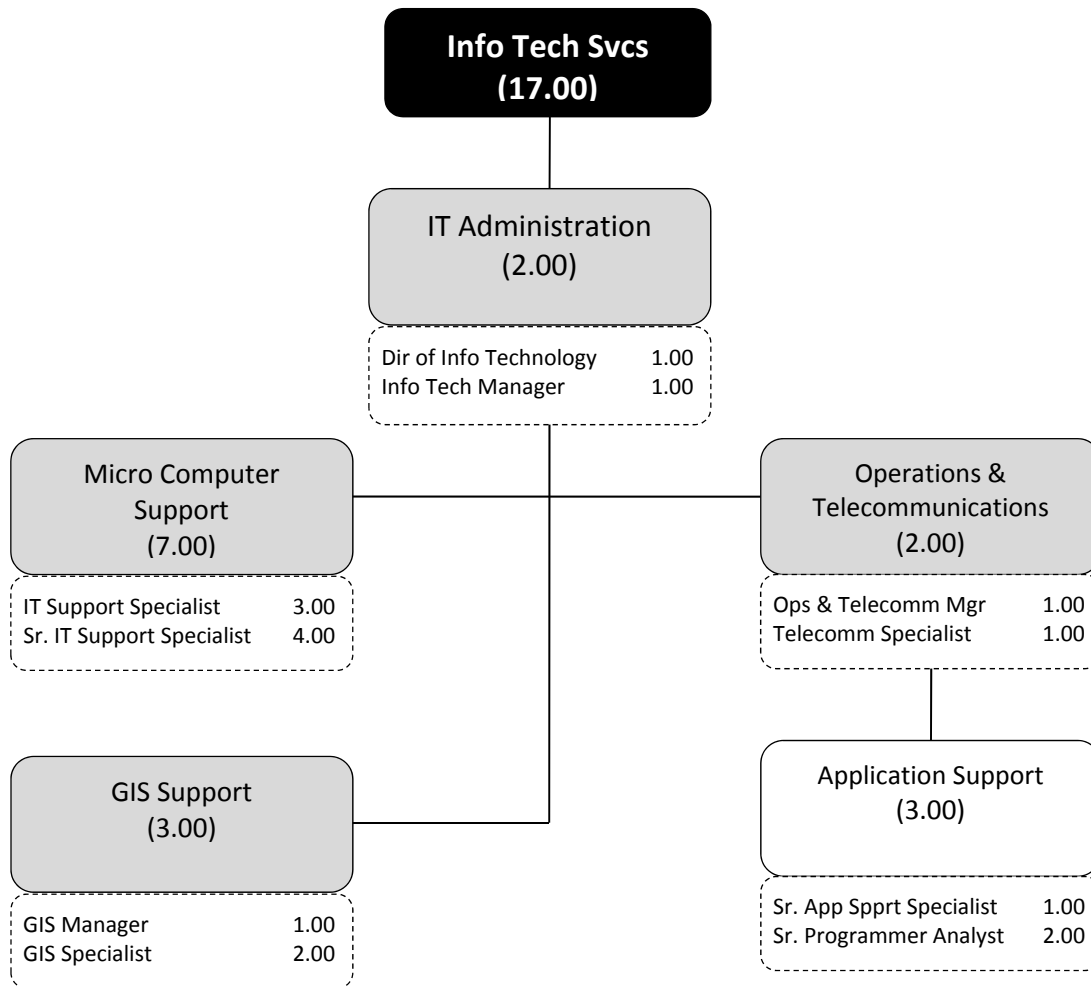 Info Tech Svcs
(17.00)
IT Administration
(2.00)
Dir of Info Technology 1.00
Info Tech Manager 1.00
Micro Computer
Support
(7.00)
IT Support Specialist 3.00
Sr. IT Support Specialist 4.00
Operations &
Telecommunications
(2.00)
Ops & Telecomm Mgr 1.00
Telecomm Specialist 1.00
GIS Support
(3.00)
GIS Manager 1.00
GIS Specialist 2.00
Application Support
(3.00)
Sr. App Spprt Specialist 1.00
Sr. Programmer Analyst 2.00